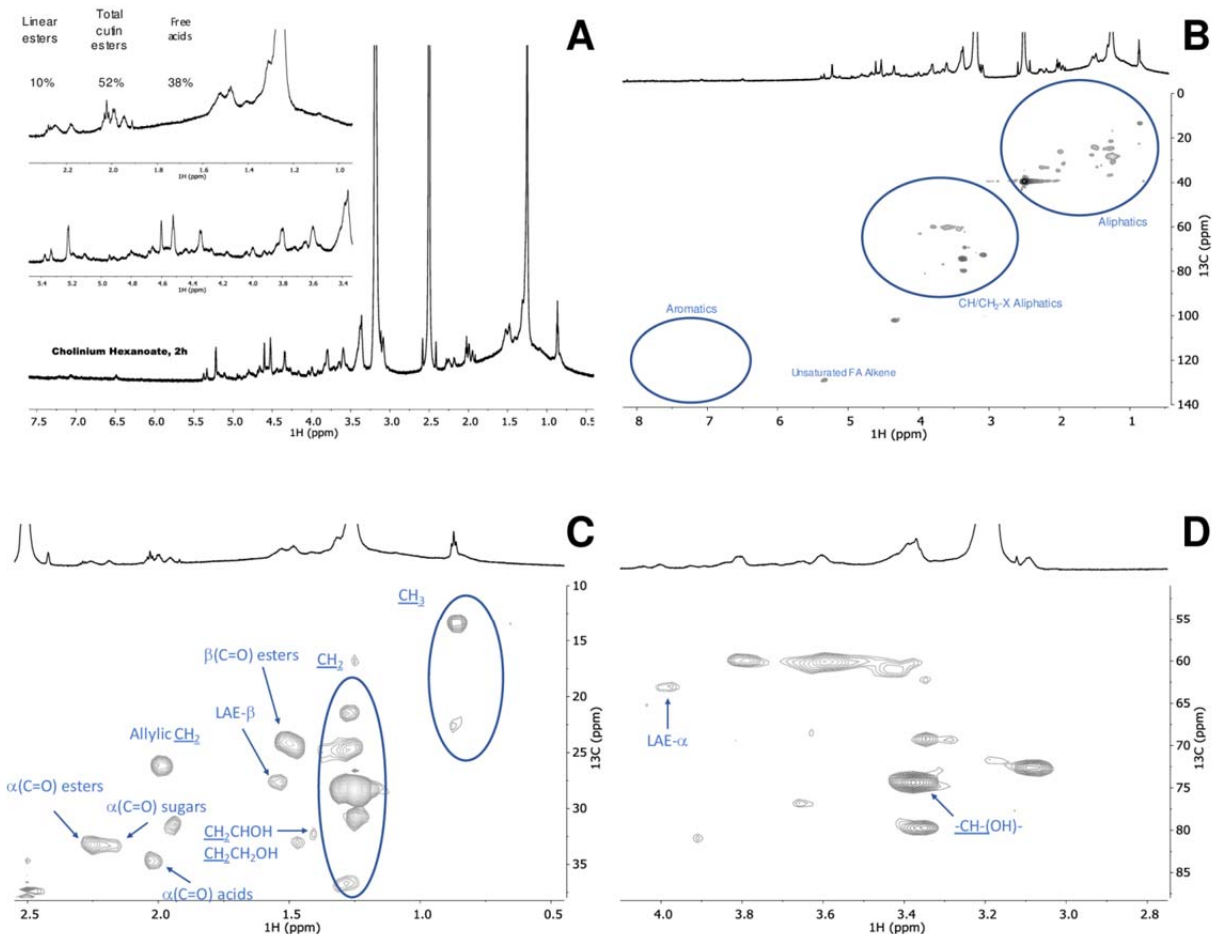 A
Linear esters
Total cutin esters
Free acids
10%
52%
38%
2.2 2.0 1.8 1.6 1.4 1.2 1.0
1H (ppm)
5.4 5.2 5.0 4.8 4.6 4.4 4.2 4.0 3.8 3.6 3.4
1H (ppm)
Cholinium Hexanoate, 2h
7.5 7.0 6.5 6.0 5.5 5.0 4.5 4.0 3.5 3.0 2.5 2.0 1.5 1.0 0.5
1H (ppm)
B
Aliphatics
CH/CH₂-X Aliphatics
Aromatics
Unsaturated FA Alkene
0
20
40
60
80
100
120
140
13C (ppm)
8 7 6 5 4 3 2 1
1H (ppm)
C
CH₃
β(C=O) esters
CH₂
LAE-β
Allylic CH₂
α(C=O) esters
α(C=O) sugars
CH₂CHOH
CH₂CH₂OH
α(C=O) acids
10
15
20
25
30
35
13C (ppm)
2.5 2.0 1.5 1.0 0.5
1H (ppm)
D
LAE-α
-CH-(OH)-
55
60
65
70
75
80
85
13C (ppm)
4.0 3.8 3.6 3.4 3.2 3.0 2.8
1H (ppm)